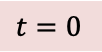 t = 0